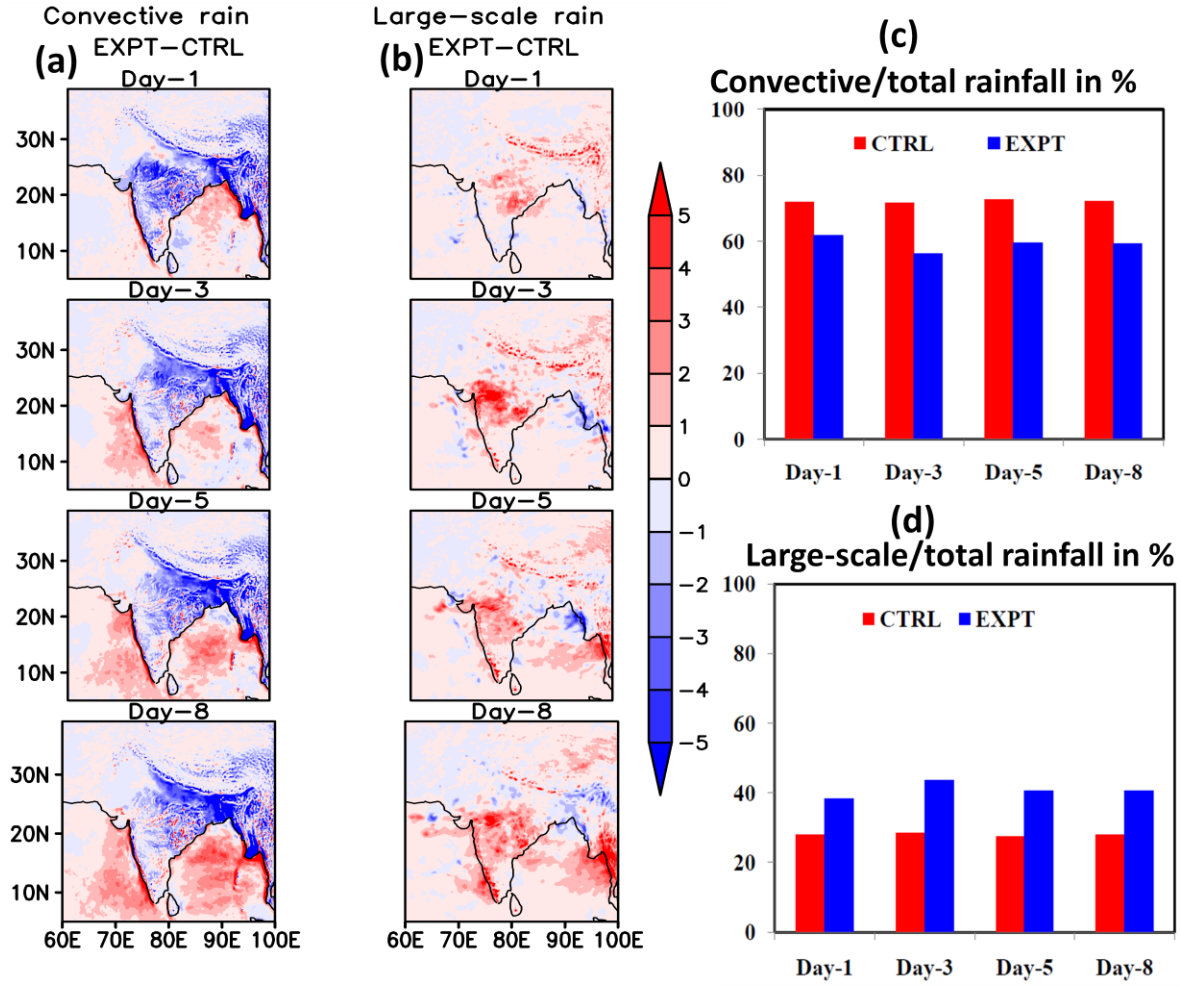 Convective rain
(a) EXPT−CTRL
Day−1
30N
20N
10N
Day−3
30N
20N
10N
Day−5
30N
20N
10N
Day−8
30N
20N
10N
60E 70E 80E 90E 100E
Large−scale rain
(b) EXPT−CTRL
Day−1
Day−3
Day−5
Day−8
60E 70E 80E 90E 100E
5
4
3
2
1
0
−1
−2
−3
−4
−5
(c)
Convective/total rainfall in %
100
80
60
40
20
0
CTRL EXPT
Day-1 Day-3 Day-5 Day-8
(d)
Large-scale/total rainfall in %
100
80
60
40
20
0
CTRL EXPT
Day-1 Day-3 Day-5 Day-8